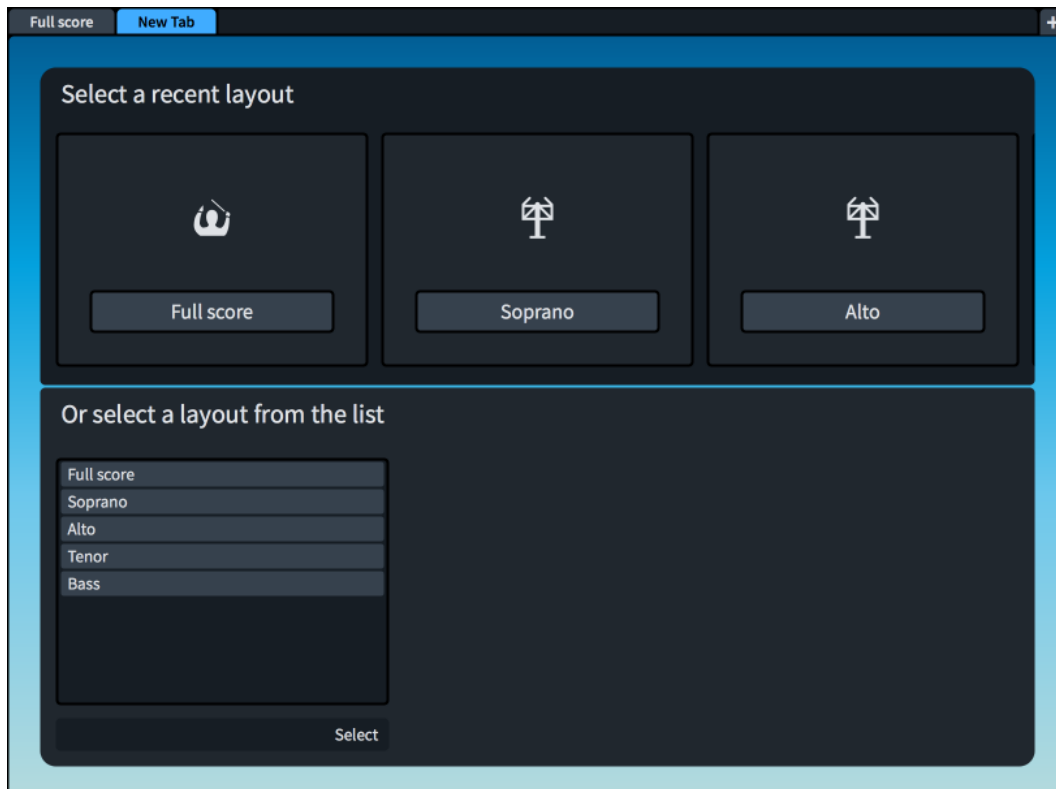 Full score
New Tab
+
Select a recent layout
Full score
Soprano
Alto
Or select a layout from the list
Full score
Soprano
Alto
Tenor
Bass
Select